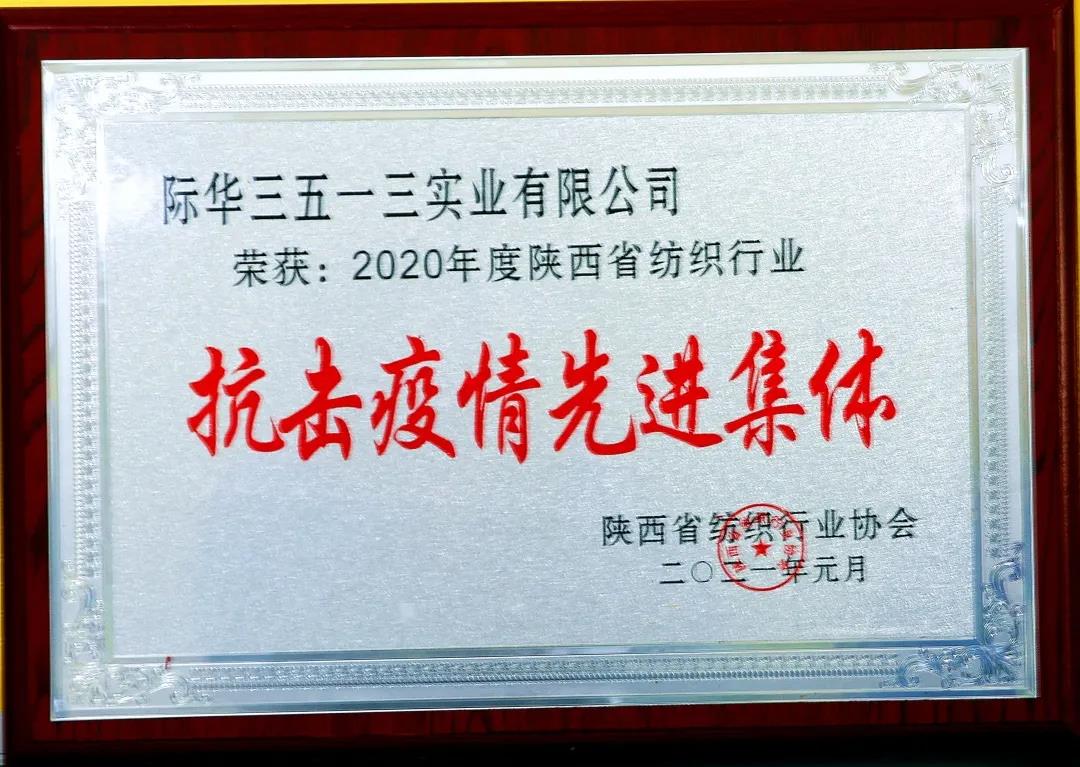 际华三五一三实业有限公司
荣获：2020年度陕西省纺织行业
抗击疫情先进集体
陕西省纺织行业协会
二〇二一年元月